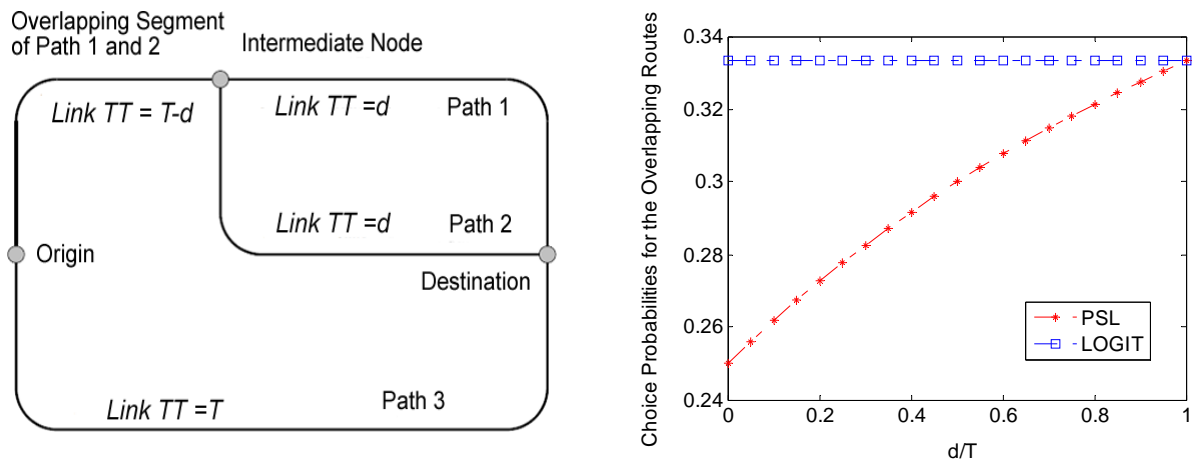 Overlapping Segment
of Path 1 and 2
Intermediate Node
Link TT = T-d
Link TT =d
Path 1
Link TT =d
Path 2
Origin
Destination
Link TT =T
Path 3
Choice Probabilities for the Overlapping Routes
0.34
0.32
0.3
0.28
0.26
0.24
0
0.2
0.4
0.6
0.8
1
d/T
PSL
LOGIT